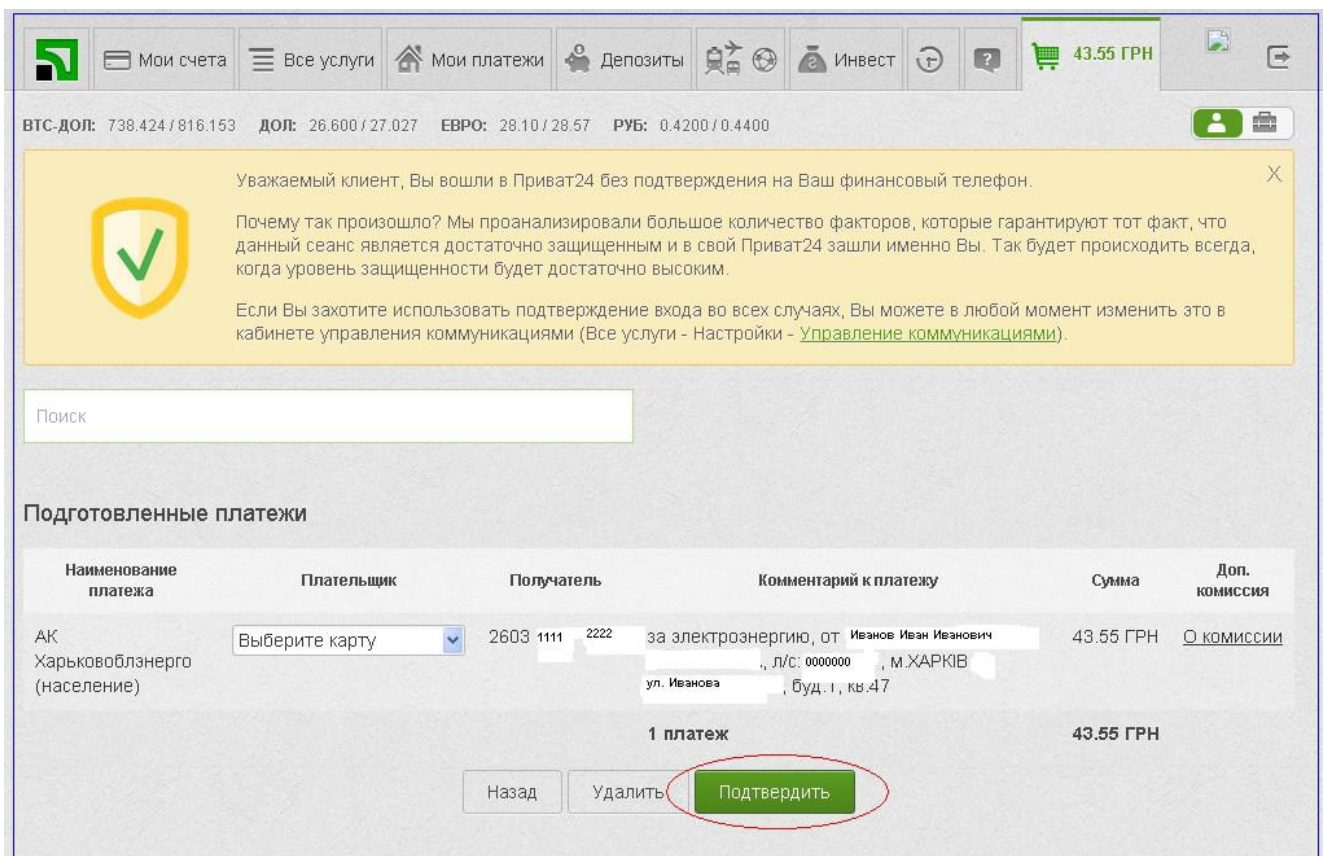 Мои счета Все услуги Мои платежи Депозиты Инвест 43.55 ГРН
BTC-ДОЛ: 738.424 / 816.153 ДОЛ: 26.600 / 27.027 ЕВРО: 28.10 / 28.57 РУБ: 0.4200 / 0.4400
Уважаемый клиент, Вы вошли в Приват24 без подтверждения на Ваш финансовый телефон. X
Почему так произошло? Мы проанализировали большое количество факторов, которые гарантируют тот факт, что
данный сеанс является достаточно защищенным и в свой Приват24 зашли именно Вы. Так будет происходить всегда,
когда уровень защищенности будет достаточно высоким.
Если Вы захотите использовать подтверждение входа во всех случаях, Вы можете в любой момент изменить это в
кабинете управления коммуникациями (Все услуги - Настройки - Управление коммуникациями).
Поиск
Подготовленные платежи
Наименование
платежа
Плательщик
Получатель
Комментарий к платежу
Сумма
Доп.
комиссия
АК
Харьковоблэнерго
(население)
Выберите карту
2603 1111 2222
за электроэнергию, от Иванов Иван Иванович
, л/с: 0000000 , м.ХАРКІВ
ул. Иванова , буд.1, кв.47
43.55 ГРН
О комиссии
1 платеж 43.55 ГРН
Назад Удалить Подтвердить